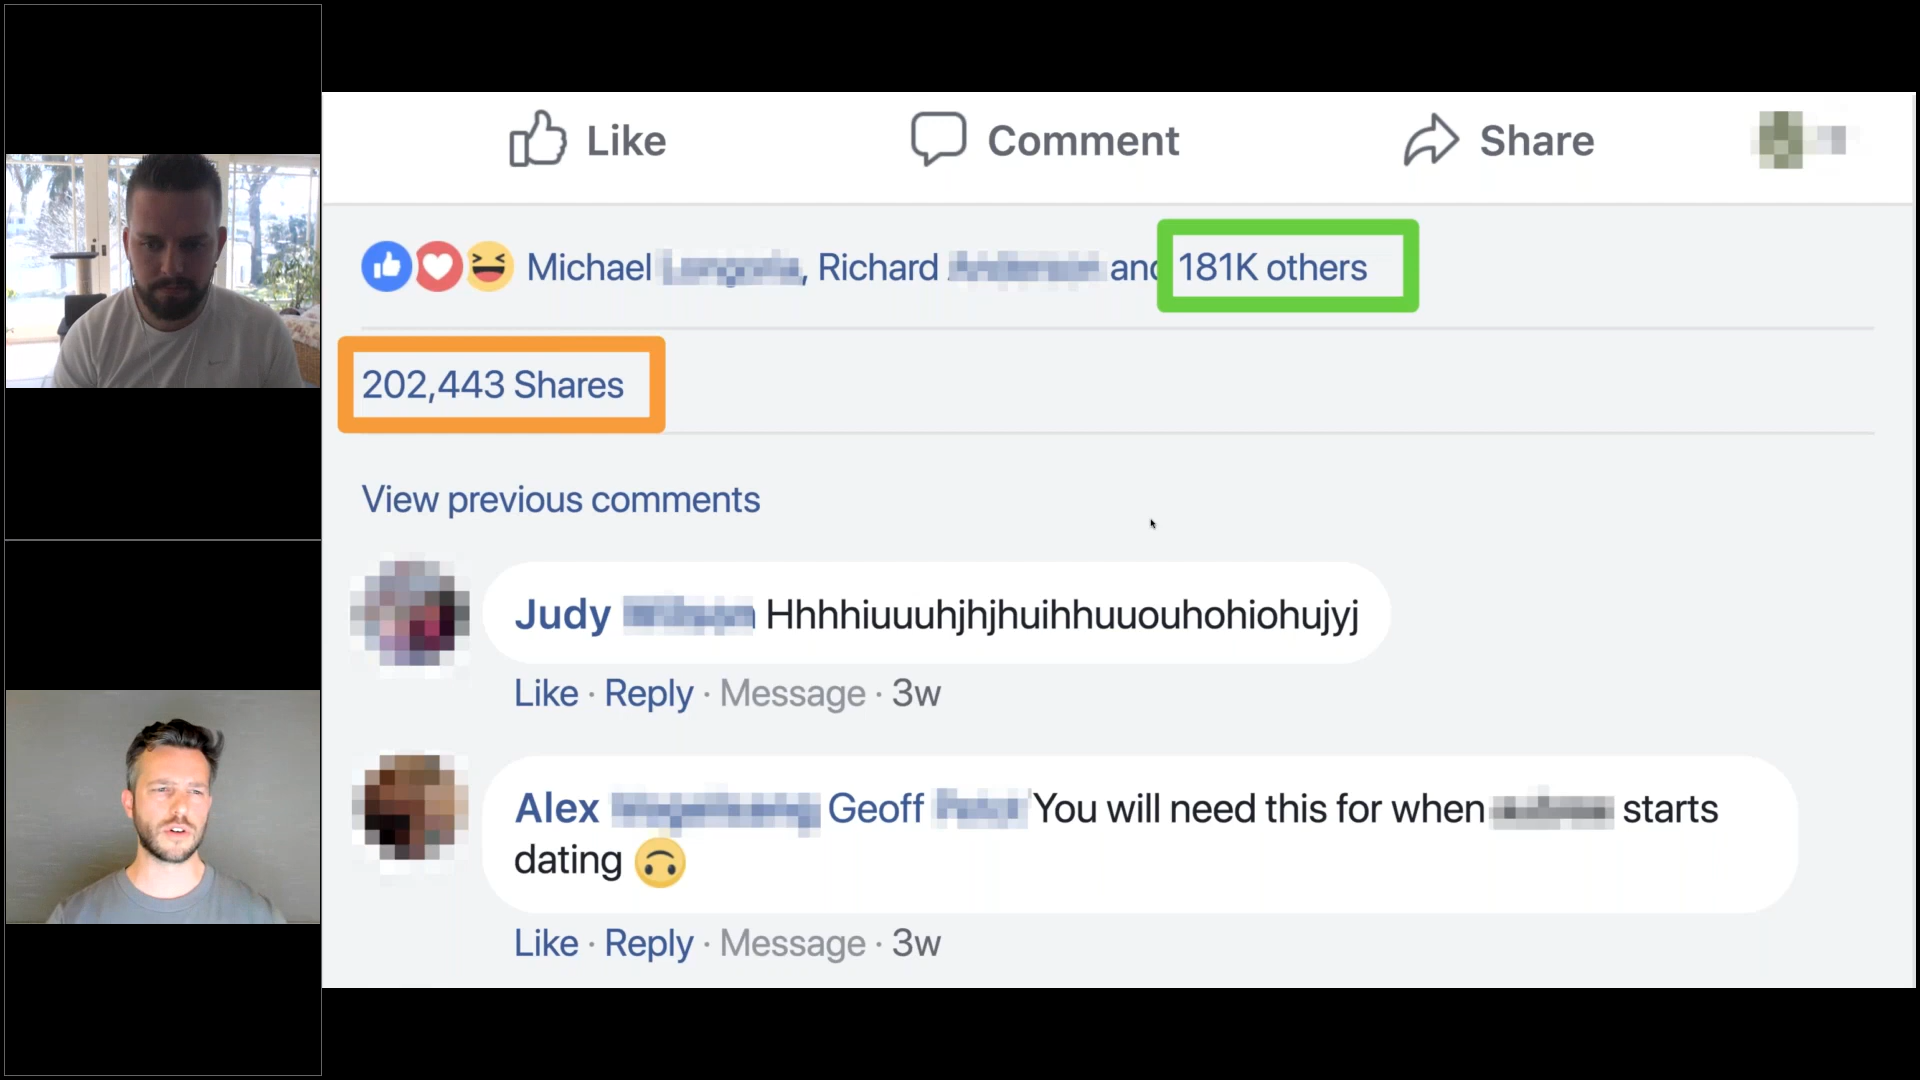 Like Comment Share
Michael , Richard and 181K others
202,443 Shares
View previous comments
Judy Hhhhiuuuhjhjhuihhuuouhohiohujyj
Like · Reply · Message · 3w
Alex Geoff You will need this for when starts
dating 🙃
Like · Reply · Message · 3w